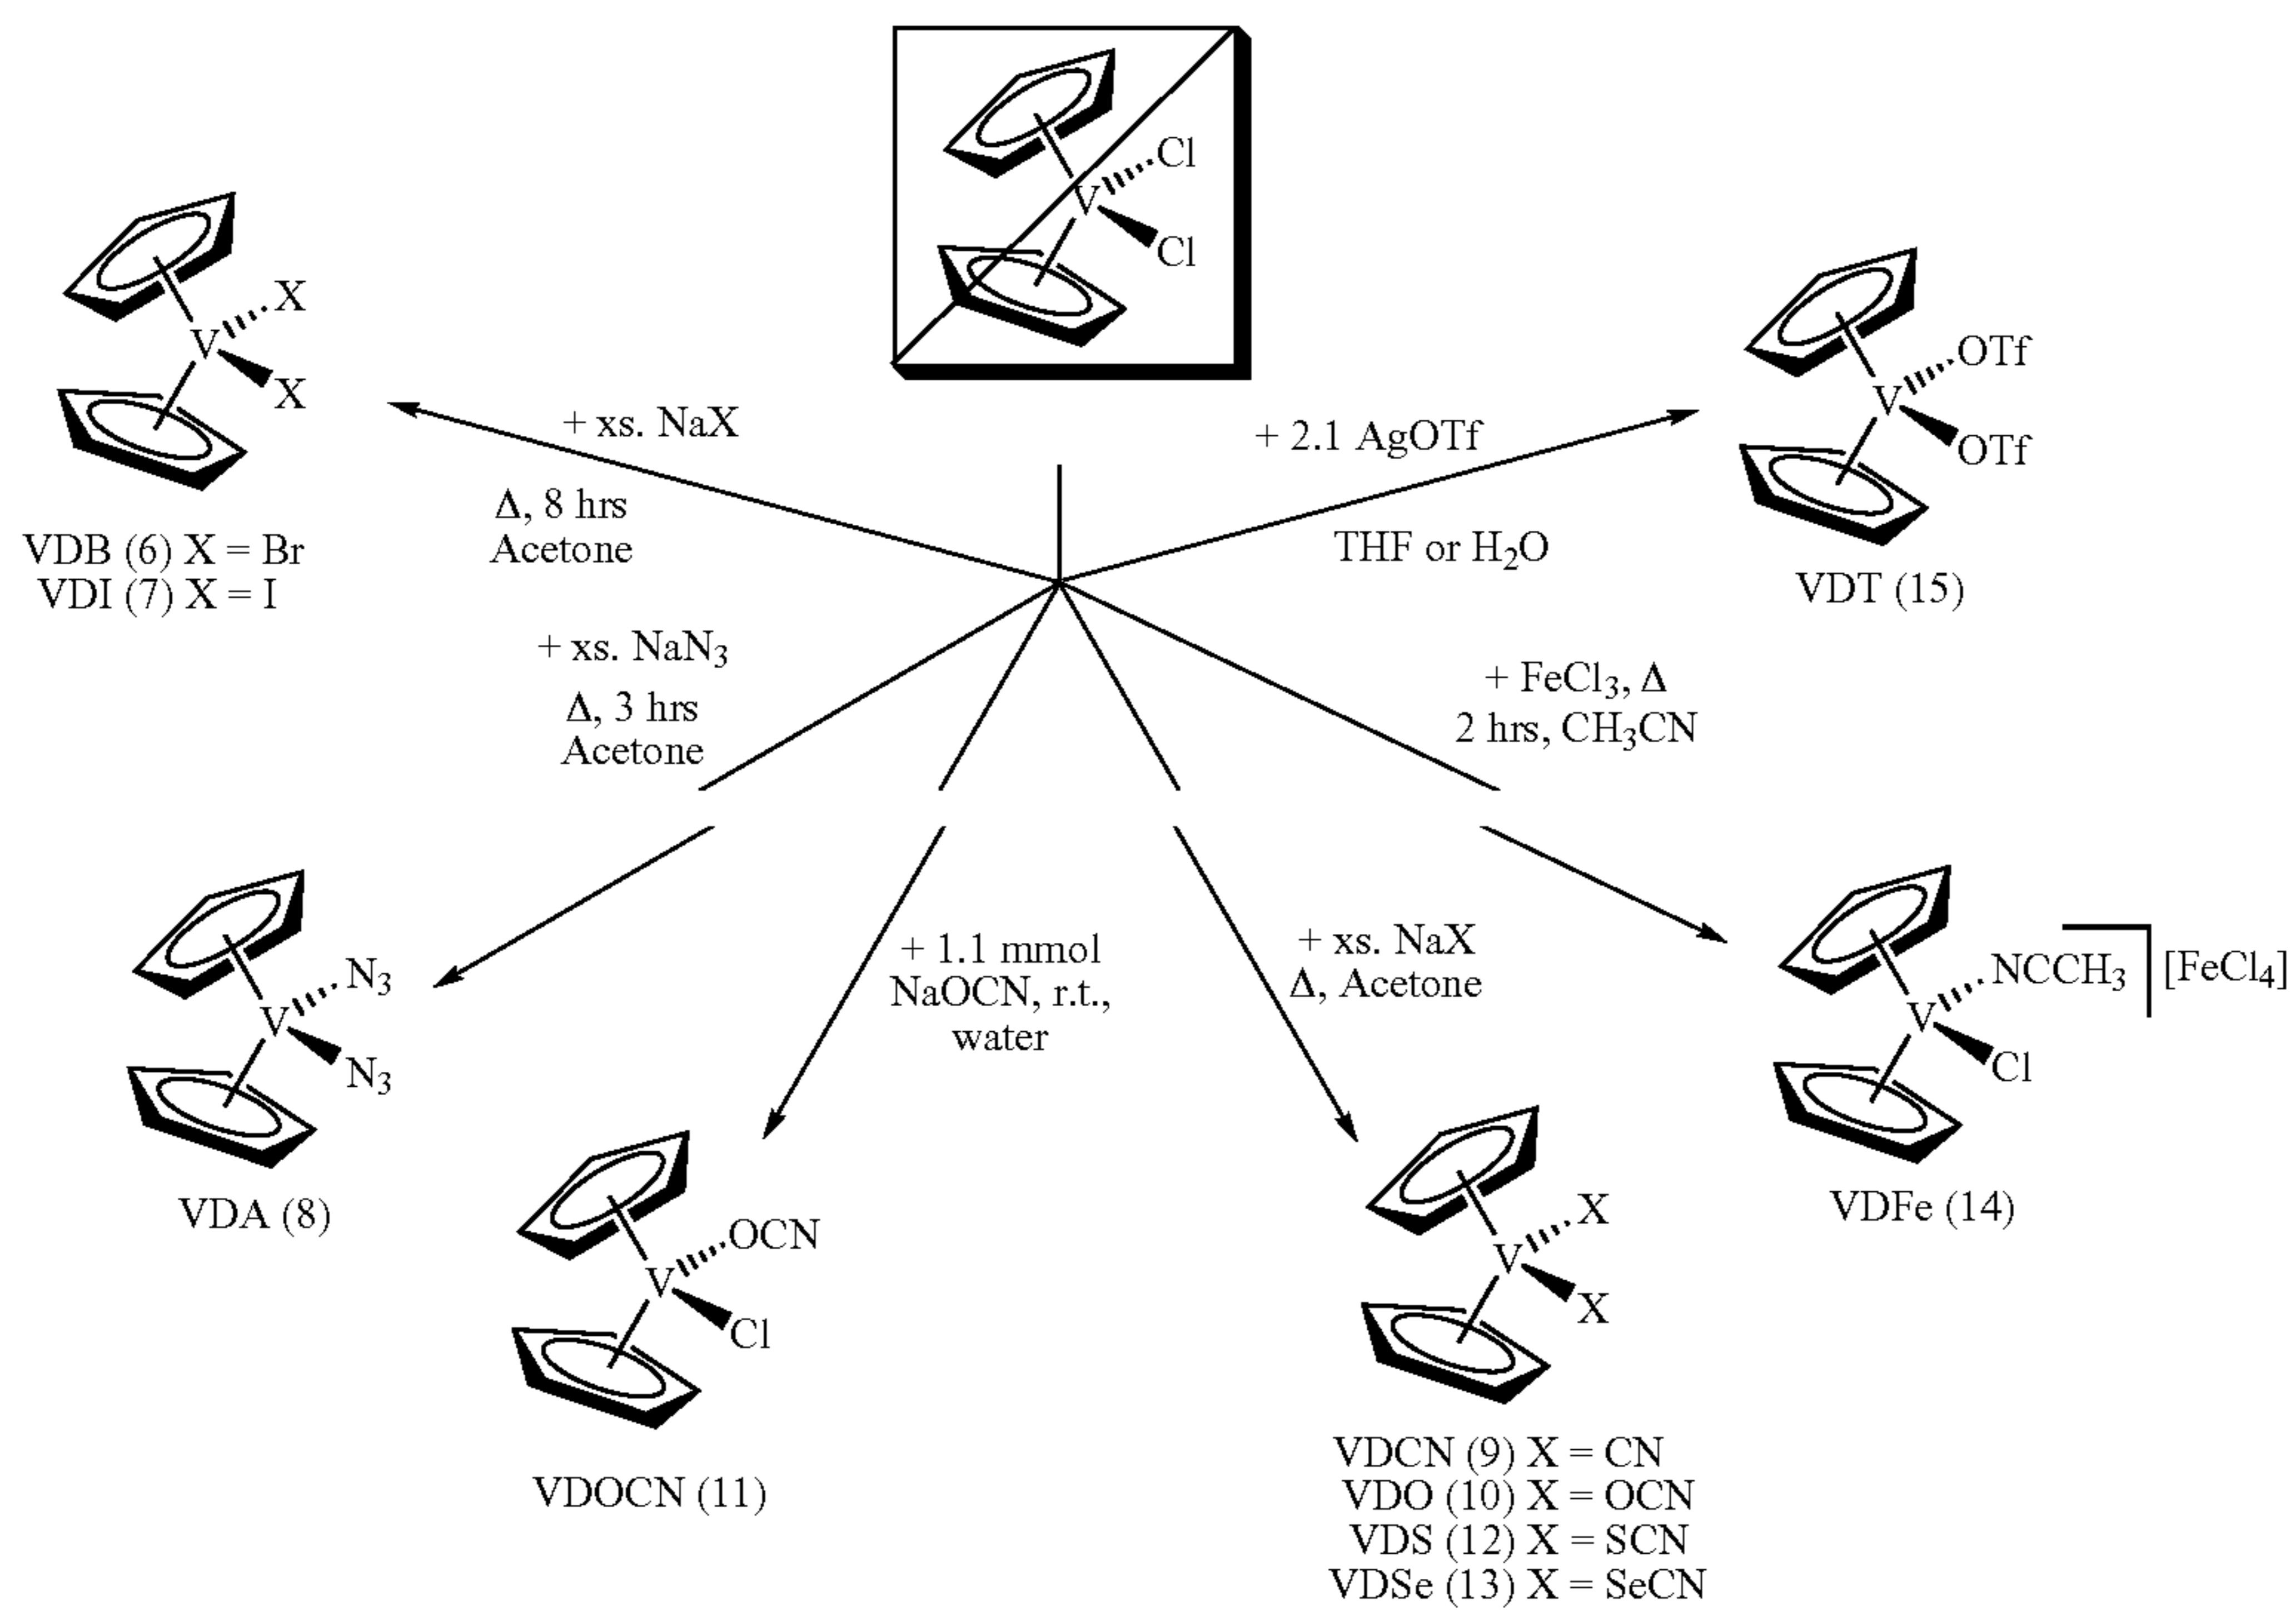 V
Cl
Cl
V
X
X
VDB (6) X = Br
VDI (7) X = I
+ xs. NaX
Δ, 8 hrs
Acetone
+ 2.1 AgOTf
THF or H₂O
V
OTf
OTf
VDT (15)
+ xs. NaN₃
Δ, 3 hrs
Acetone
+ FeCl₃, Δ
2 hrs, CH₃CN
V
N₃
N₃
VDA (8)
+ 1.1 mmol
NaOCN, r.t.,
water
+ xs. NaX
Δ, Acetone
V
NCCH₃
Cl
[FeCl₄]
VDFe (14)
V
OCN
Cl
VDOCN (11)
V
X
X
VDCN (9) X = CN
VDO (10) X = OCN
VDS (12) X = SCN
VDSe (13) X = SeCN